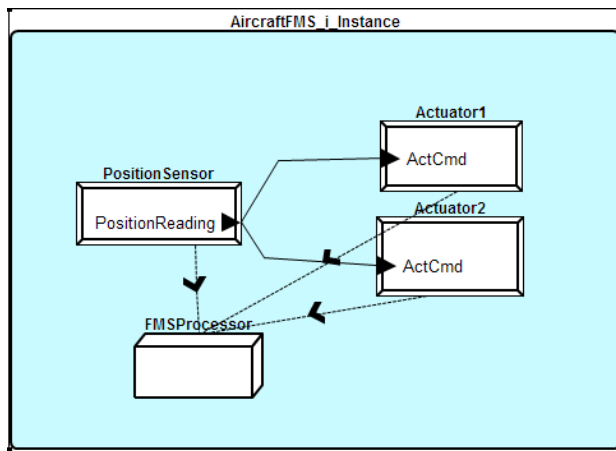 AircraftFMS_i_Instance
Actuator1
ActCmd
PositionSensor
PositionReading
Actuator2
ActCmd
FMSProcessor